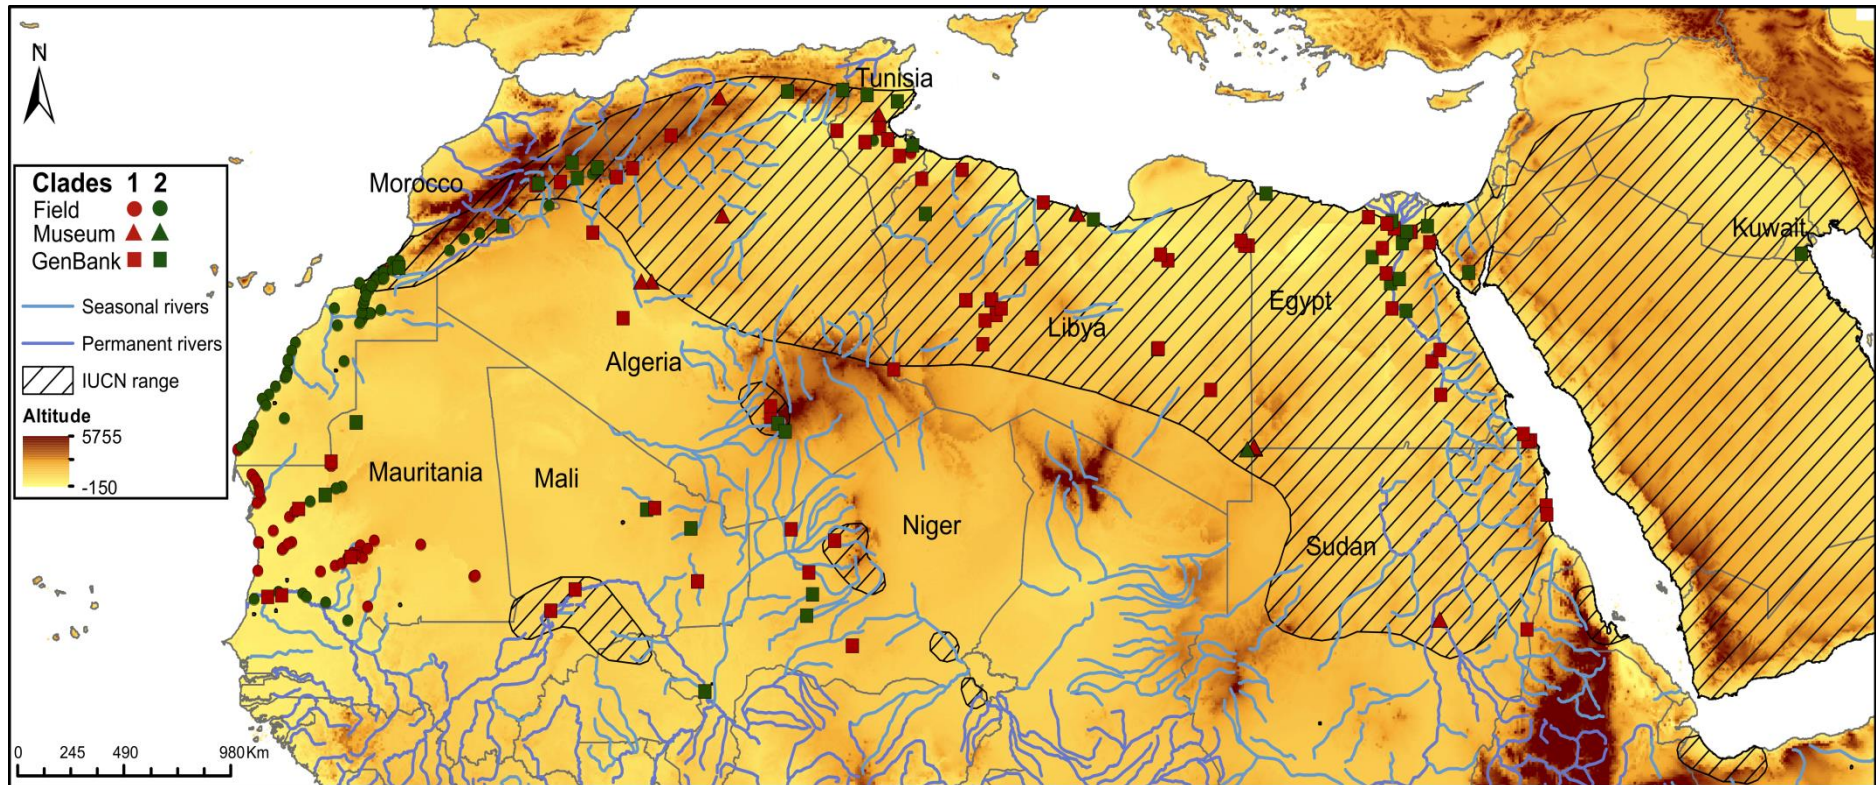 N
Clades 1 2
Field
Museum
GenBank
Seasonal rivers
Permanent rivers
IUCN range
Altitude
5755
-150
0 245 490 980 Km
Tunisia
Morocco
Kuwait
Egypt
Libya
Algeria
Mauritania
Mali
Niger
Sudan